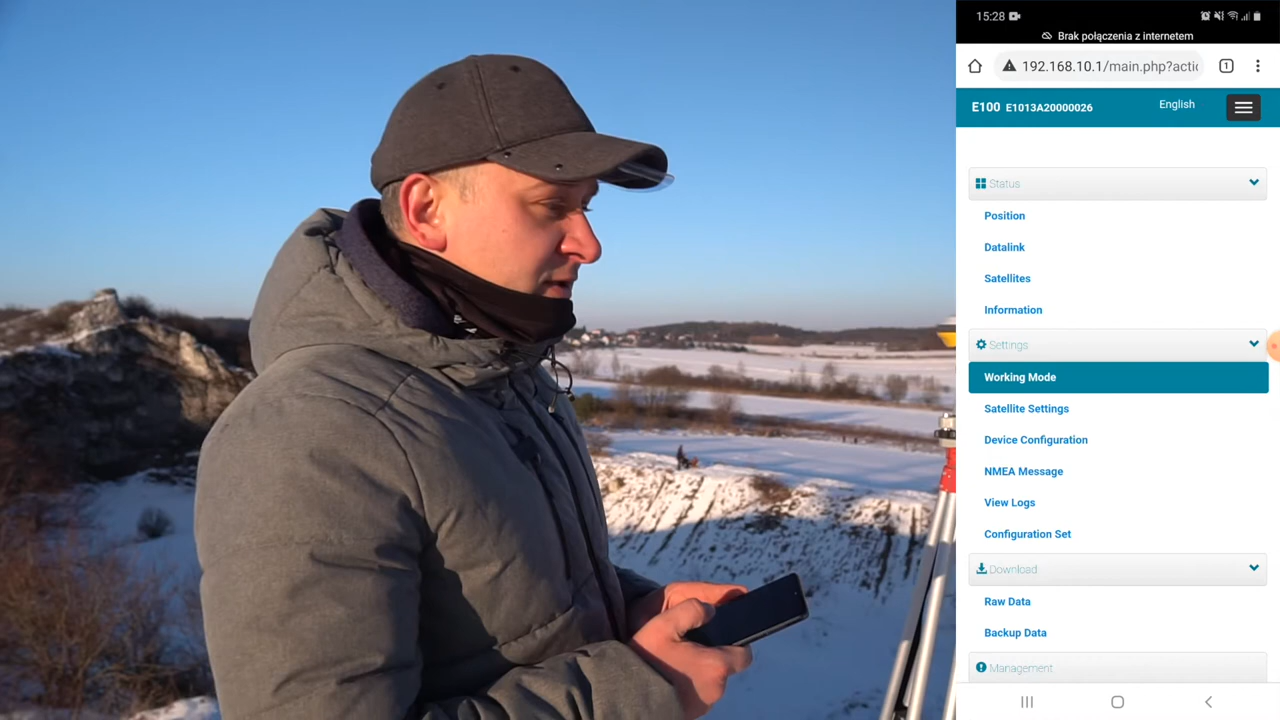 15:28
Brak połączenia z internetem
192.168.10.1/main.php?actic
1
E100 E1013A20000026
English
Status
Position
Datalink
Satellites
Information
Settings
Working Mode
Satellite Settings
Device Configuration
NMEA Message
View Logs
Configuration Set
Download
Raw Data
Backup Data
Management